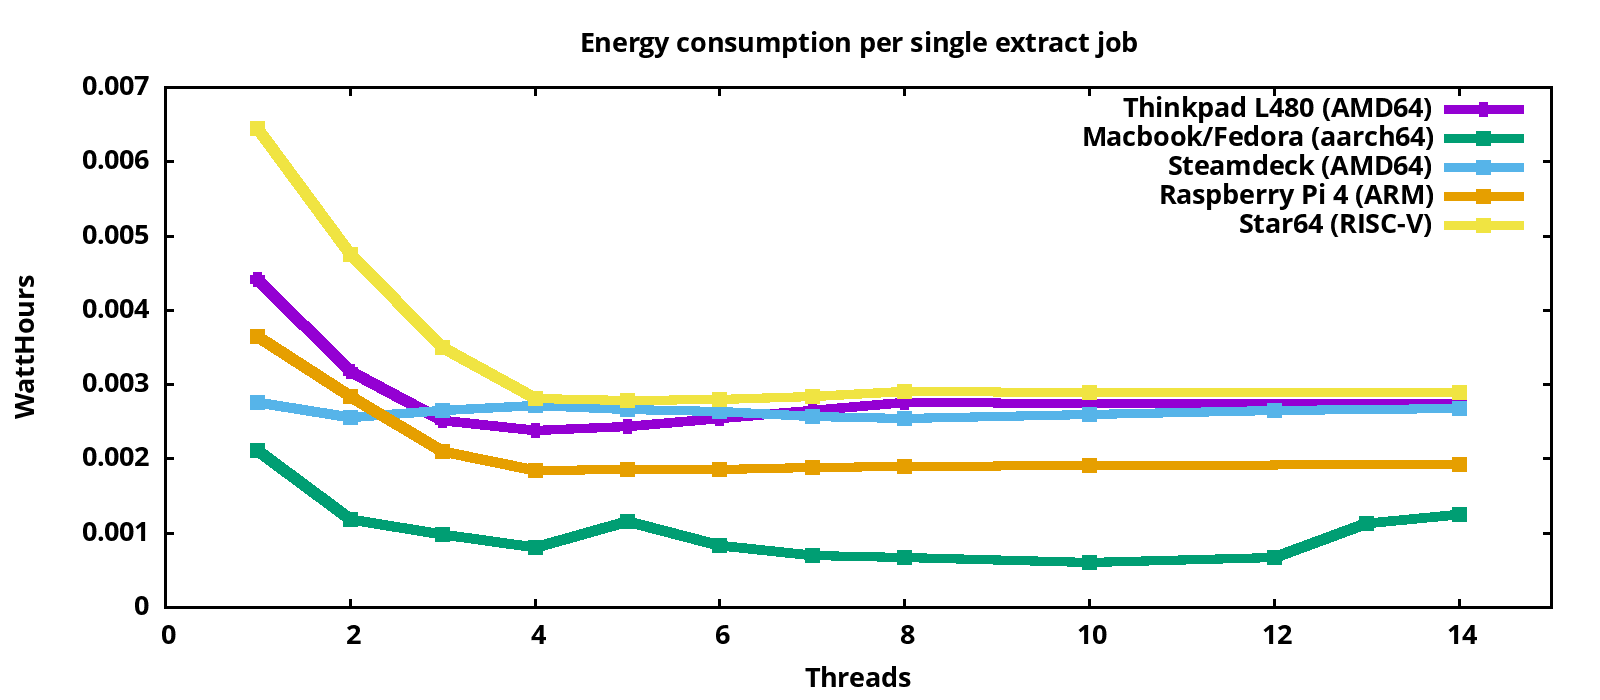 Energy consumption per single extract job
0.007
0.006
0.005
0.004
0.003
0.002
0.001
0
WattHours
Thinkpad L480 (AMD64)
Macbook/Fedora (aarch64)
Steamdeck (AMD64)
Raspberry Pi 4 (ARM)
Star64 (RISC-V)
0 2 4 6 8 10 12 14
Threads